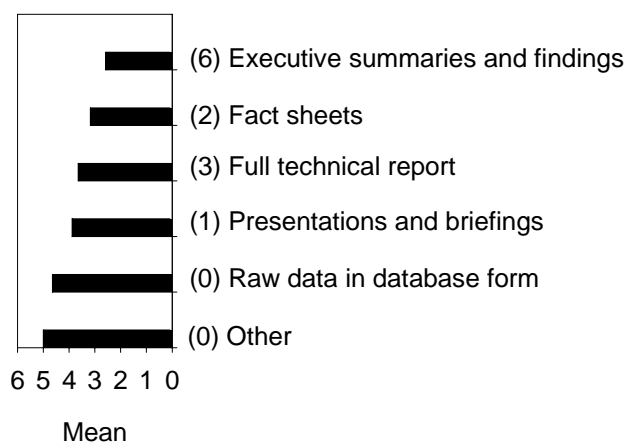 (6) Executive summaries and findings
(2) Fact sheets
(3) Full technical report
(1) Presentations and briefings
(0) Raw data in database form
(0) Other
6 5 4 3 2 1 0
Mean